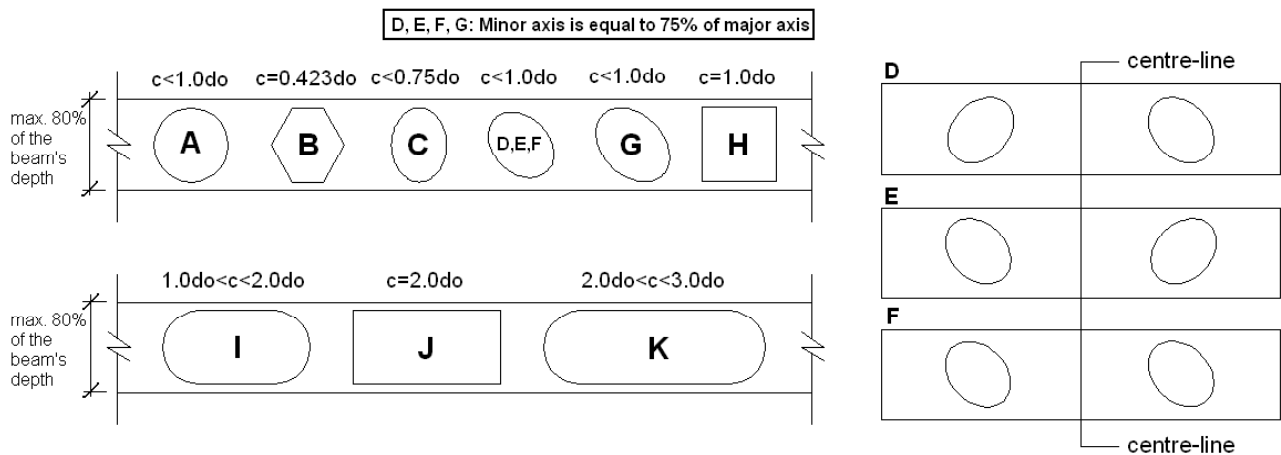 D, E, F, G: Minor axis is equal to 75% of major axis
c<1.0do c=0.423do c<0.75do c<1.0do c<1.0do c=1.0do
max. 80%
of the
beam's
depth
A B C D,E,F G H
1.0do<c<2.0do c=2.0do 2.0do<c<3.0do
max. 80%
of the
beam's
depth
I J K
centre-line
D
E
F
centre-line